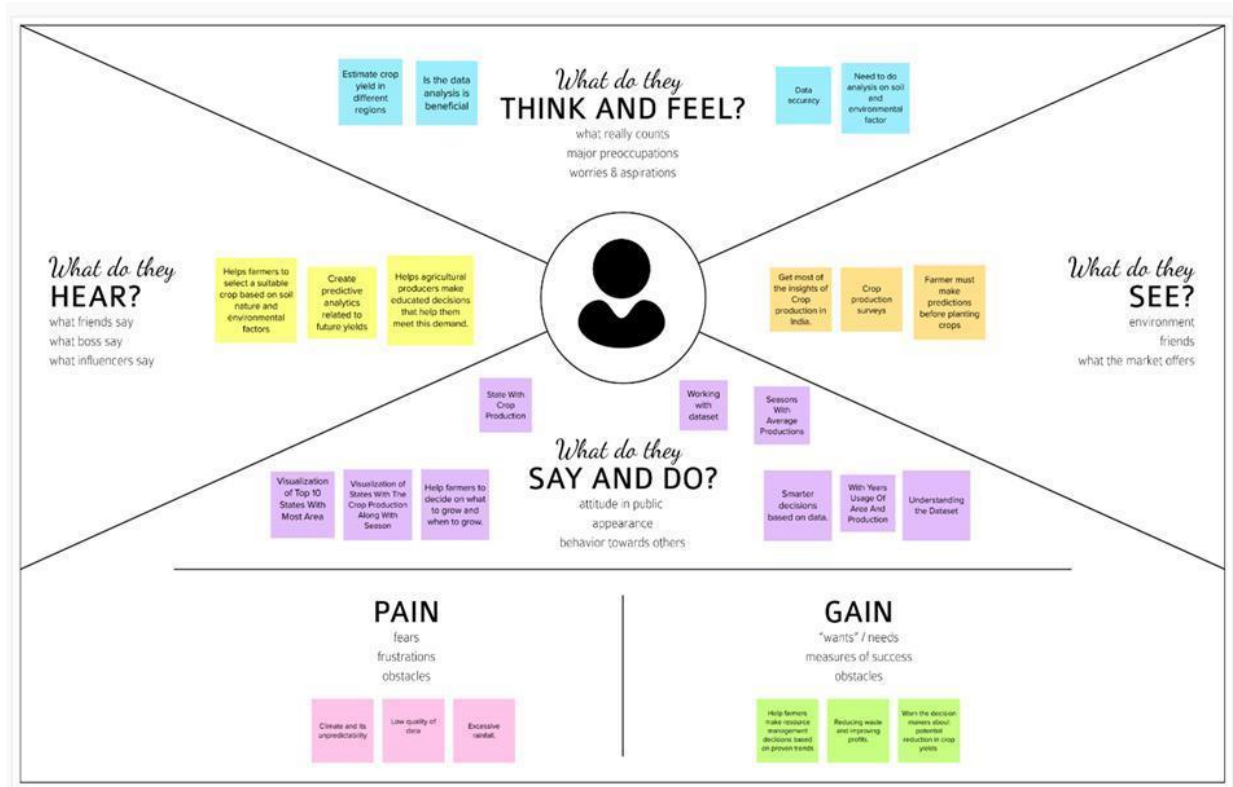 What do they
THINK AND FEEL?
what really counts
major preoccupations
worries & aspirations
Estimate crop
yield in
different
regions
Is the data
analysis is
beneficial
Data
accuracy
Need to do
analysis on soil
and
environmental
factor
What do they
HEAR?
what friends say
what boss say
what influencers say
Helps farmers to
select a suitable
crop based on soil
nature and
environmental
factors
Create
predictive
analytics
related to
future yields
Helps agricultural
producers make
educated decisions
that help them
meet this demand.
Get most of
the insights of
Crop
production in
India.
Crop
production
surveys
Farmer must
make
predictions
before planting
crops
What do they
SEE?
environment
friends
what the market offers
State With
Crop
Production
Working
with
dataset
Seasons
With
Average
Productions
What do they
SAY AND DO?
attitude in public
appearance
behavior towards others
Visualization
of Top 10
States With
Most Area
Visualization of
States With The
Crop Production
Along With
Season
Help farmers to
decide on what
to grow and
when to grow.
Smarter
decisions
based on data.
With Years
Usage Of
Area And
Production
Understanding
the Dataset
PAIN
fears
frustrations
obstacles
Climate and its
unpredictability
Low quality of
data
Excessive
rainfall.
GAIN
"wants" / needs
measures of success
obstacles
Help farmers
make resource
management
decisions based
on proven trends
Reducing waste
and improving
profits.
Warn the decision
makers about
potential
reduction in crop
yields